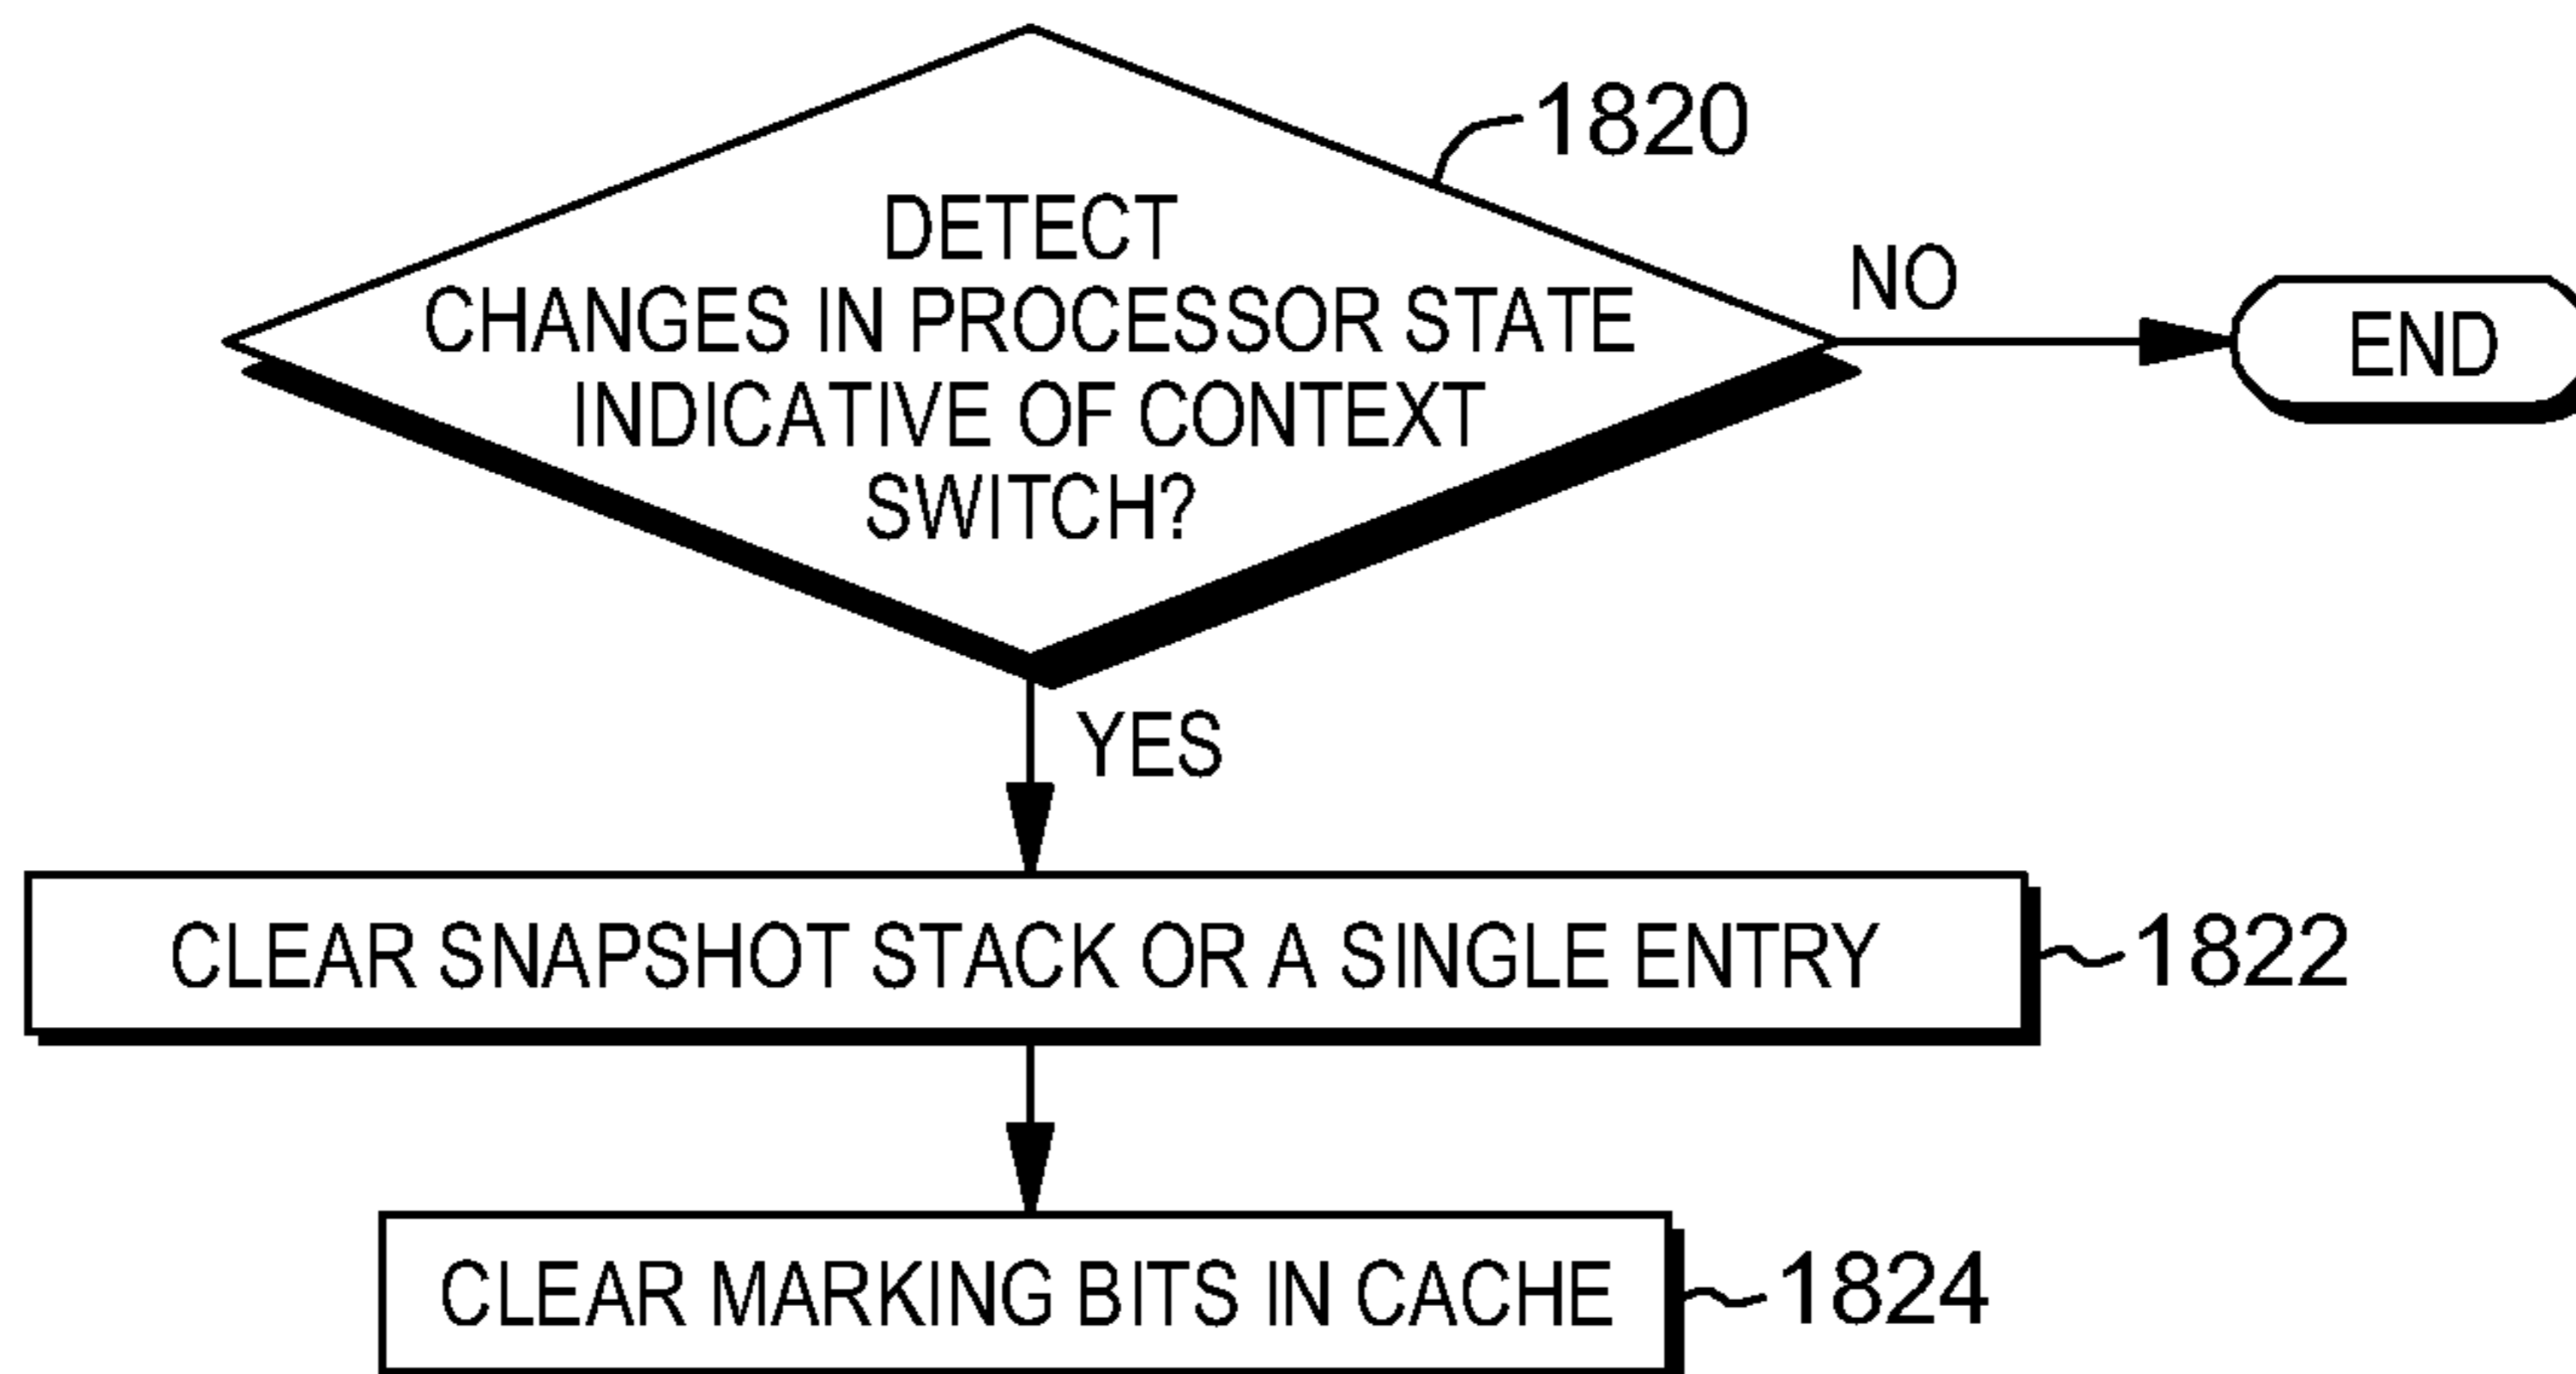 1820
DETECT
CHANGES IN PROCESSOR STATE
INDICATIVE OF CONTEXT
SWITCH?
NO
END
YES
CLEAR SNAPSHOT STACK OR A SINGLE ENTRY
1822
CLEAR MARKING BITS IN CACHE
1824